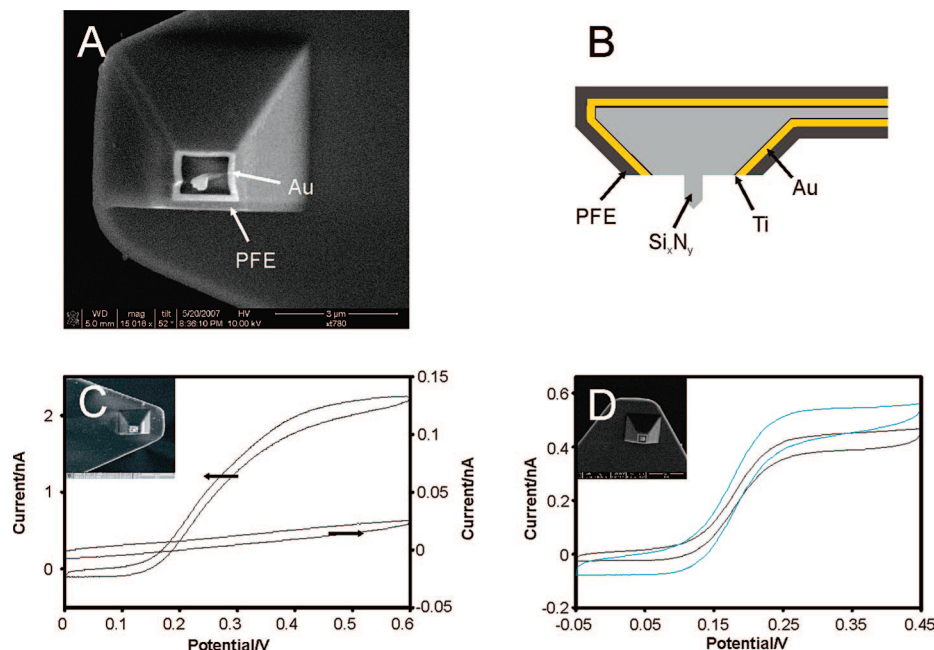 A
Au
PFE
WD mag tilt 5/20/2007 HV 3 µm
5.0 mm 15 018 x 52° 8:36:10 PM 10.00 kV xt780
B
PFE
SixNy
Ti
Au
C
2
1
0
Current/nA
0.15
0.1
0.05
0
-0.05
Current/nA
0 0.1 0.2 0.3 0.4 0.5 0.6
Potential/V
D
0.6
0.4
0.2
0
-0.2
Current/nA
-0.05 0.05 0.15 0.25 0.35 0.45
Potential/V